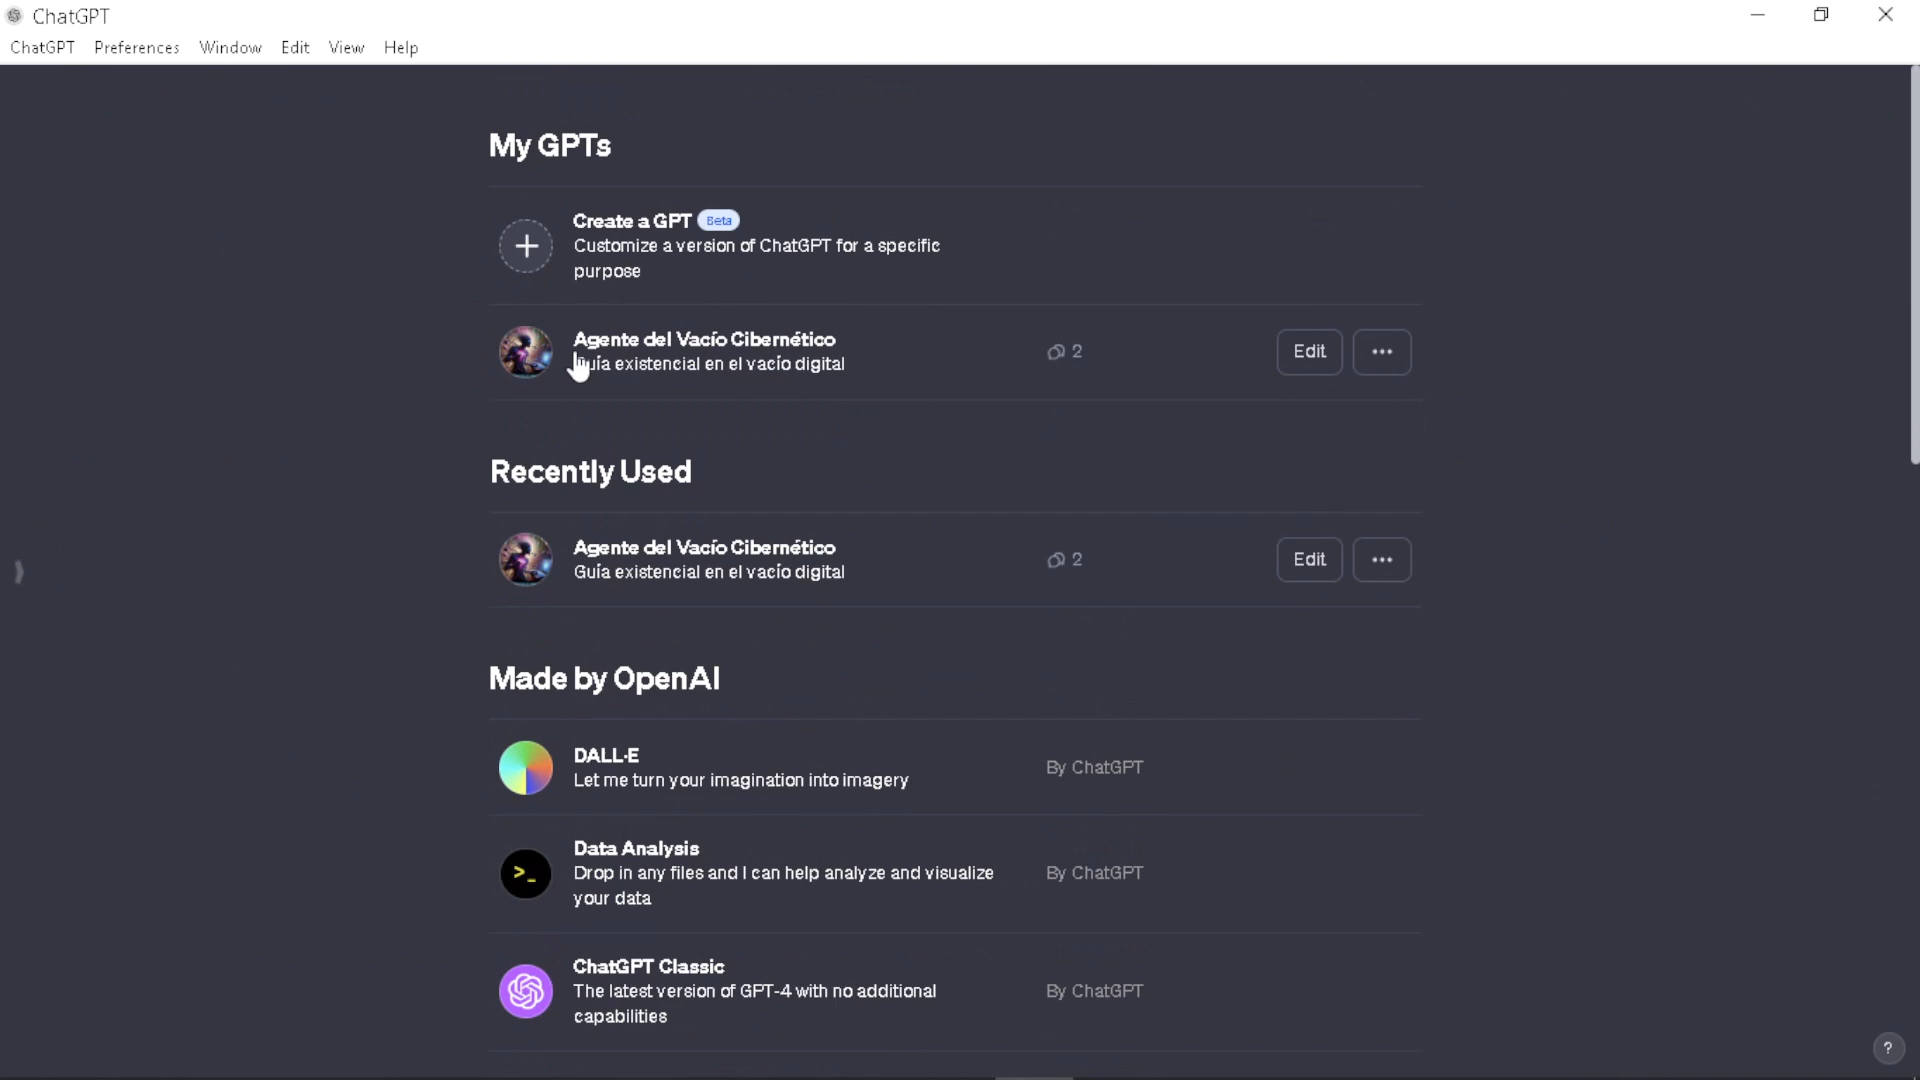 ChatGPT
ChatGPT Preferences Window Edit View Help
My GPTs
Create a GPT Beta
Customize a version of ChatGPT for a specific
purpose
Agente del Vacío Cibernético
uía existencial en el vacío digital
2
Edit
Recently Used
Agente del Vacío Cibernético
Guía existencial en el vacío digital
2
Edit
Made by OpenAI
DALL·E
Let me turn your imagination into imagery
By ChatGPT
>_
Data Analysis
Drop in any files and I can help analyze and visualize
your data
By ChatGPT
ChatGPT Classic
The latest version of GPT-4 with no additional
capabilities
By ChatGPT
?